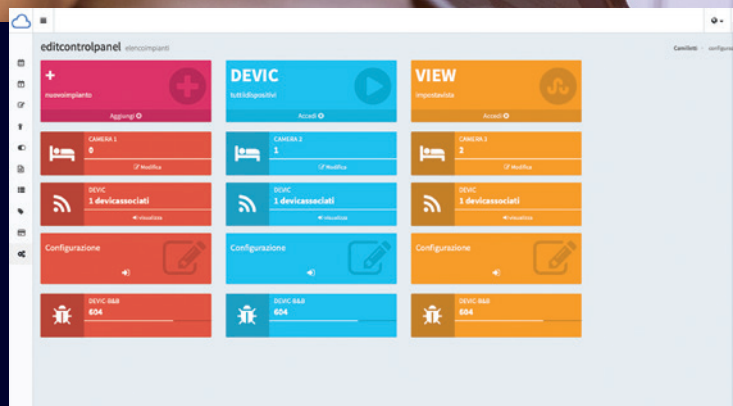 editcontrolpanel elencoimpianti
Camilletti configura
+
nuovoimpianto
Aggiungi
DEVIC
tuttiidispositivi
Accedi
VIEW
impostavista
Accedi
CAMERA 1
0
Modifica
CAMERA 2
1
Modifica
CAMERA 3
2
Modifica
DEVIC
1 devicassociati
visualizza
DEVIC
1 devicassociati
visualizza
DEVIC
1 devicassociati
visualizza
Configurazione
Configurazione
Configurazione
DEVIC-B&B
604
DEVIC-B&B
604
DEVIC-B&B
604